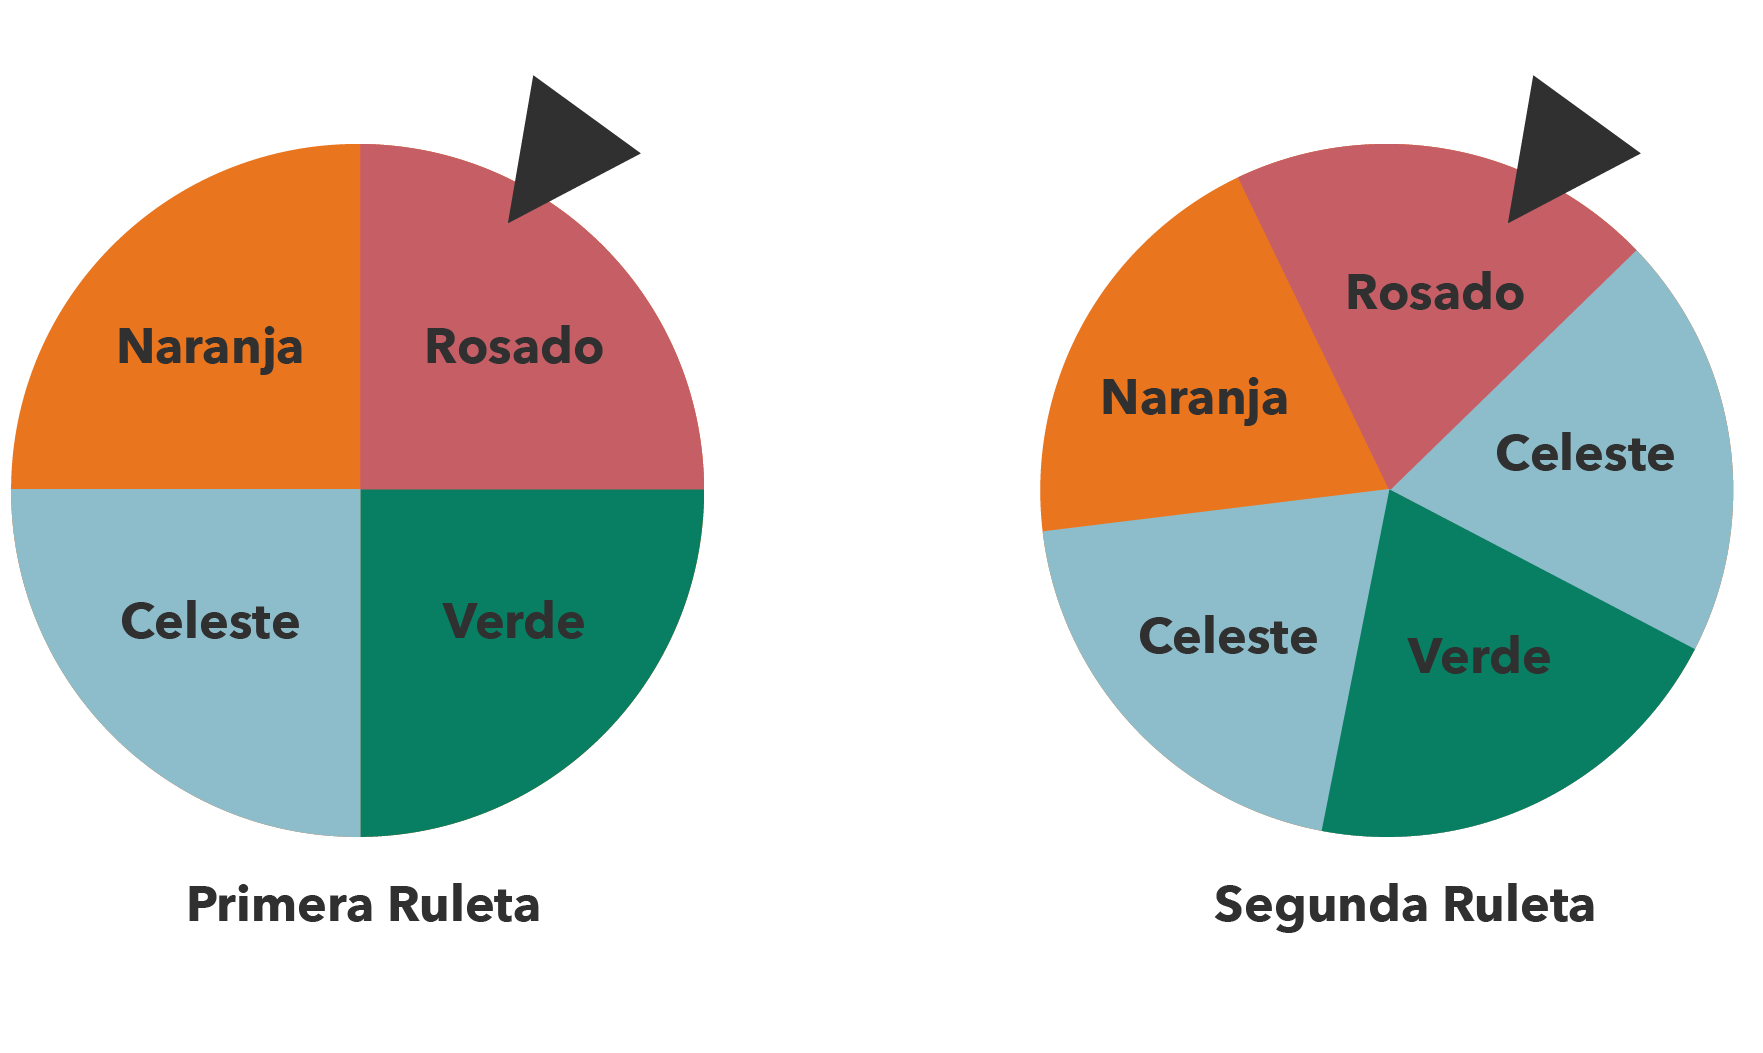 Naranja
Rosado
Celeste
Verde
Primera Ruleta
Rosado
Naranja
Celeste
Celeste
Verde
Segunda Ruleta